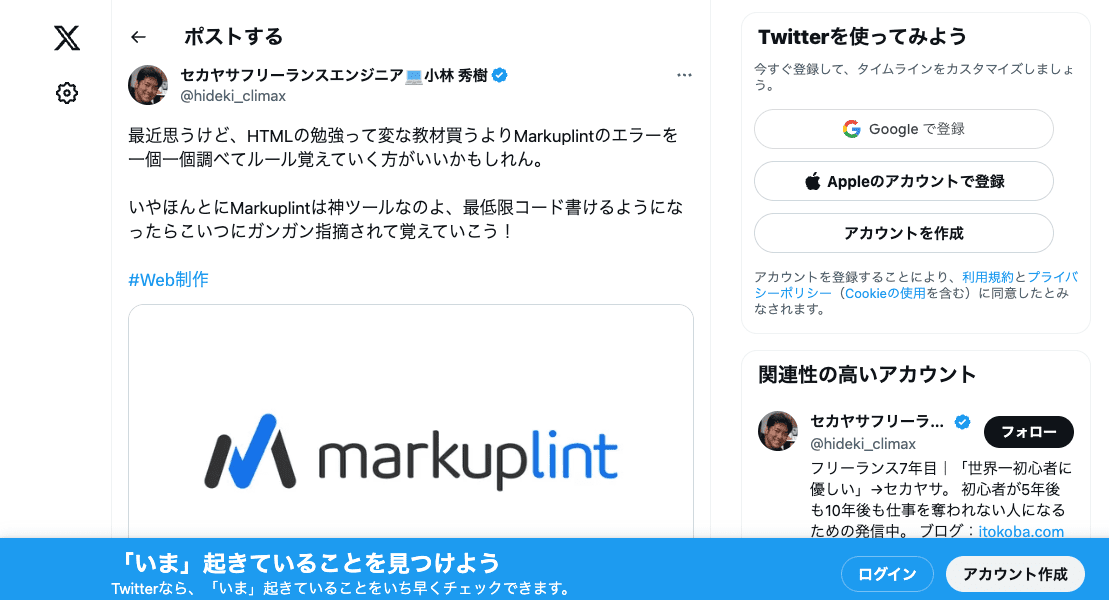 ポストする
セカヤサフリーランスエンジニア💻小林 秀樹
@hideki_climax
最近思うけど、HTMLの勉強って変な教材買うよりMarkuplintのエラーを
一個一個調べてルール覚えていく方がいいかもしれん。
いやほんとにMarkuplintは神ツールなのよ、最低限コード書けるようにな
ったらこいつにガンガン指摘されて覚えていこう！
#Web制作
markuplint
Twitterを使ってみよう
今すぐ登録して、タイムラインをカスタマイズしましょ
う。
Google で登録
Appleのアカウントで登録
アカウントを作成
アカウントを登録することにより、利用規約とプライバ
シーポリシー（Cookieの使用を含む）に同意したとみ
なされます。
関連性の高いアカウント
セカヤサフリーラ...
@hideki_climax
フォロー
フリーランス7年目｜「世界一初心者に
優しい」→セカヤサ。 初心者が5年後
も10年後も仕事を奪われない人になる
ための発信中。 ブログ：itokoba.com
「いま」起きていることを見つけよう
Twitterなら、「いま」起きていることをいち早くチェックできます。
ログイン
アカウント作成